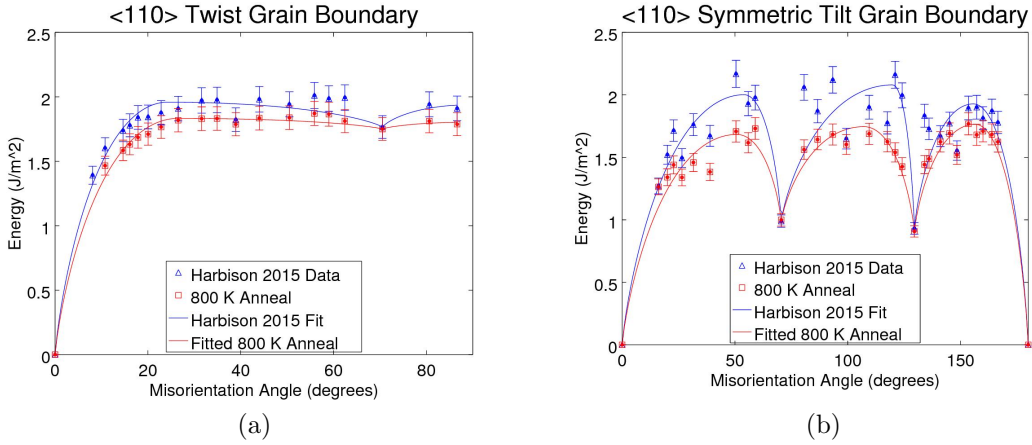 <110> Twist Grain Boundary
2.5
2
1.5
1
0.5
0
Energy (J/m^2)
Harbison 2015 Data
800 K Anneal
Harbison 2015 Fit
Fitted 800 K Anneal
0 20 40 60 80
Misorientation Angle (degrees)
(a)
<110> Symmetric Tilt Grain Boundary
2.5
2
1.5
1
0.5
0
Energy (J/m^2)
Harbison 2015 Data
800 K Anneal
Harbison 2015 Fit
Fitted 800 K Anneal
0 50 100 150
Misorientation Angle (degrees)
(b)